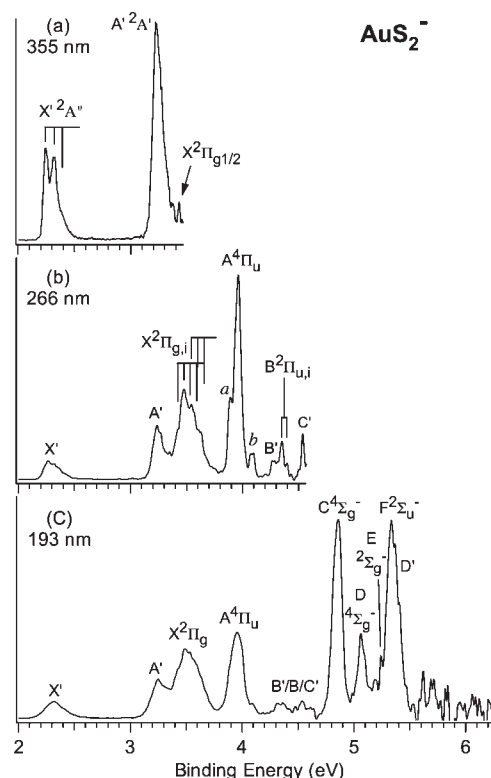 AuS₂⁻
(a)
355 nm
X' ²A"
A' ²A'
X²Πg1/2
(b)
266 nm
X'
A'
X²Πg,i
a
A⁴Πu
b
B'
B²Πu,i
C'
(C)
193 nm
X'
A'
X²Πg
A⁴Πu
B'/B/C'
C⁴Σg⁻
D
⁴Σg⁻
E
²Σg⁻
F²Σu⁻
D'
2 3 4 5 6
Binding Energy (eV)